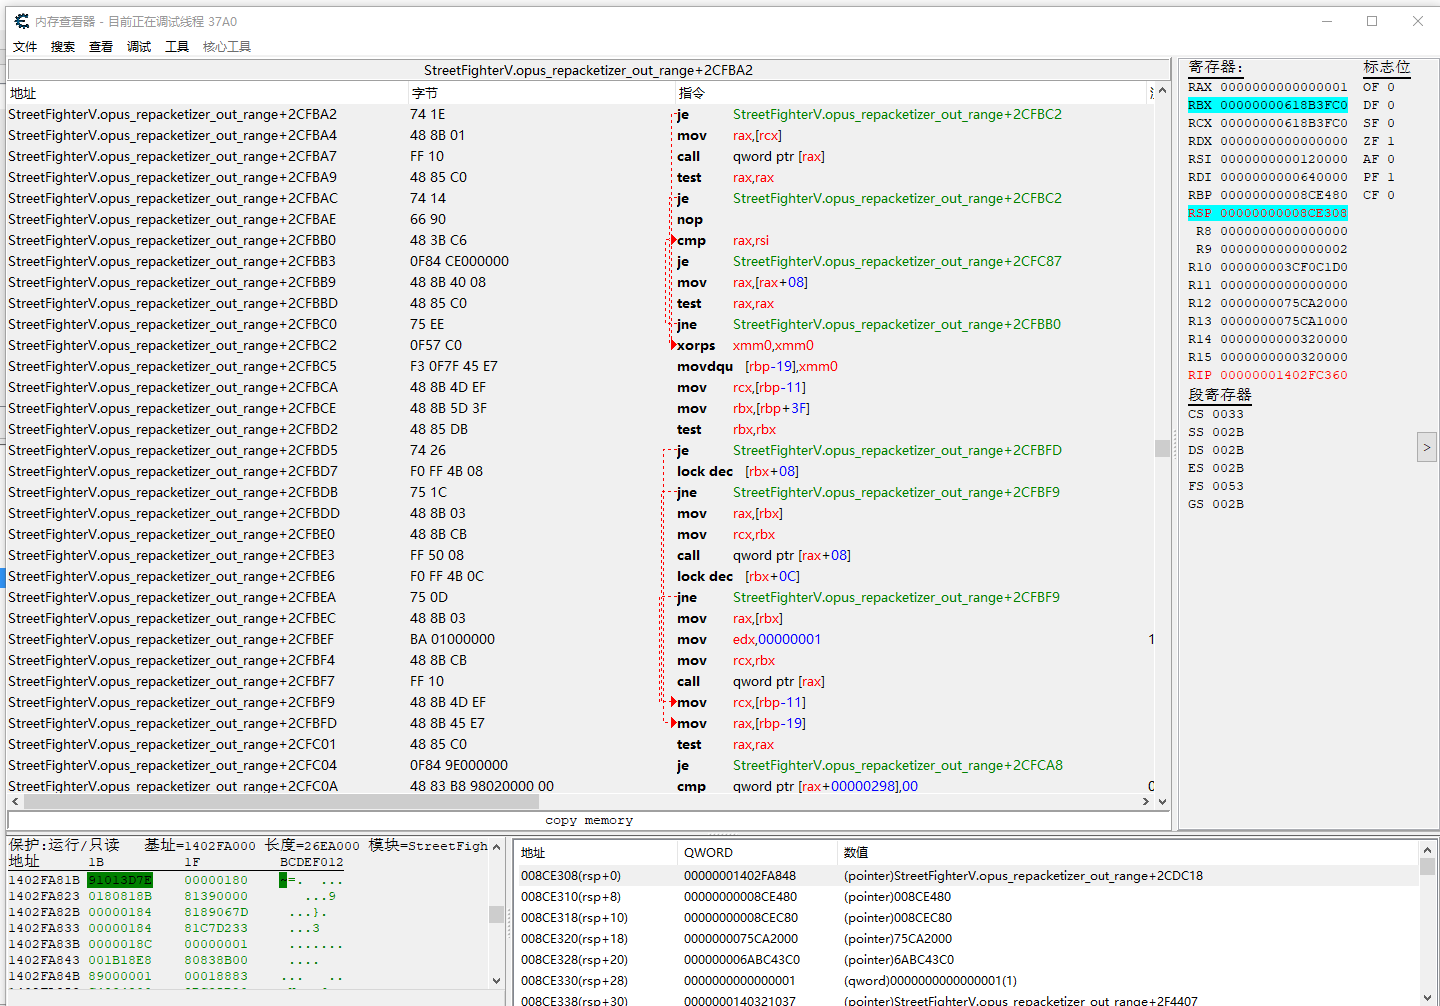 内存查看器 - 目前正在调试线程 37A0
文件 搜索 查看 调试 工具 核心工具
StreetFighterV.opus_repacketizer_out_range+2CFBA2
地址 字节 指令
StreetFighterV.opus_repacketizer_out_range+2CFBA2 74 1E je StreetFighterV.opus_repacketizer_out_range+2CFBC2
StreetFighterV.opus_repacketizer_out_range+2CFBA4 48 8B 01 mov rax,[rcx]
StreetFighterV.opus_repacketizer_out_range+2CFBA7 FF 10 call qword ptr [rax]
StreetFighterV.opus_repacketizer_out_range+2CFBA9 48 85 C0 test rax,rax
StreetFighterV.opus_repacketizer_out_range+2CFBAC 74 14 je StreetFighterV.opus_repacketizer_out_range+2CFBC2
StreetFighterV.opus_repacketizer_out_range+2CFBAE 66 90 nop
StreetFighterV.opus_repacketizer_out_range+2CFBB0 48 3B C6 cmp rax,rsi
StreetFighterV.opus_repacketizer_out_range+2CFBB3 0F84 CE000000 je StreetFighterV.opus_repacketizer_out_range+2CFC87
StreetFighterV.opus_repacketizer_out_range+2CFBB9 48 8B 40 08 mov rax,[rax+08]
StreetFighterV.opus_repacketizer_out_range+2CFBBD 48 85 C0 test rax,rax
StreetFighterV.opus_repacketizer_out_range+2CFBC0 75 EE jne StreetFighterV.opus_repacketizer_out_range+2CFBB0
StreetFighterV.opus_repacketizer_out_range+2CFBC2 0F57 C0 xorps xmm0,xmm0
StreetFighterV.opus_repacketizer_out_range+2CFBC5 F3 0F7F 45 E7 movdqu [rbp-19],xmm0
StreetFighterV.opus_repacketizer_out_range+2CFBCA 48 8B 4D EF mov rcx,[rbp-11]
StreetFighterV.opus_repacketizer_out_range+2CFBCE 48 8B 5D 3F mov rbx,[rbp+3F]
StreetFighterV.opus_repacketizer_out_range+2CFBD2 48 85 DB test rbx,rbx
StreetFighterV.opus_repacketizer_out_range+2CFBD5 74 26 je StreetFighterV.opus_repacketizer_out_range+2CFBFD
StreetFighterV.opus_repacketizer_out_range+2CFBD7 F0 FF 4B 08 lock dec [rbx+08]
StreetFighterV.opus_repacketizer_out_range+2CFBDB 75 1C jne StreetFighterV.opus_repacketizer_out_range+2CFBF9
StreetFighterV.opus_repacketizer_out_range+2CFBDD 48 8B 03 mov rax,[rbx]
StreetFighterV.opus_repacketizer_out_range+2CFBE0 48 8B CB mov rcx,rbx
StreetFighterV.opus_repacketizer_out_range+2CFBE3 FF 50 08 call qword ptr [rax+08]
StreetFighterV.opus_repacketizer_out_range+2CFBE6 F0 FF 4B 0C lock dec [rbx+0C]
StreetFighterV.opus_repacketizer_out_range+2CFBEA 75 0D jne StreetFighterV.opus_repacketizer_out_range+2CFBF9
StreetFighterV.opus_repacketizer_out_range+2CFBEC 48 8B 03 mov rax,[rbx]
StreetFighterV.opus_repacketizer_out_range+2CFBEF BA 01000000 mov edx,00000001 1
StreetFighterV.opus_repacketizer_out_range+2CFBF4 48 8B CB mov rcx,rbx
StreetFighterV.opus_repacketizer_out_range+2CFBF7 FF 10 call qword ptr [rax]
StreetFighterV.opus_repacketizer_out_range+2CFBF9 48 8B 4D EF mov rcx,[rbp-11]
StreetFighterV.opus_repacketizer_out_range+2CFBFD 48 8B 45 E7 mov rax,[rbp-19]
StreetFighterV.opus_repacketizer_out_range+2CFC01 48 85 C0 test rax,rax
StreetFighterV.opus_repacketizer_out_range+2CFC04 0F84 9E000000 je StreetFighterV.opus_repacketizer_out_range+2CFCA8
StreetFighterV.opus_repacketizer_out_range+2CFC0A 48 83 B8 98020000 00 cmp qword ptr [rax+00000298],00 0
copy memory
寄存器: 标志位
RAX 0000000000000001 OF 0
RBX 00000000618B3FC0 DF 0
RCX 00000000618B3FC0 SF 0
RDX 0000000000000000 ZF 1
RSI 0000000000120000 AF 0
RDI 0000000000640000 PF 1
RBP 00000000008CE480 CF 0
RSP 00000000008CE308
R8 0000000000000000
R9 0000000000000002
R10 000000003CF0C1D0
R11 0000000000000000
R12 0000000075CA2000
R13 0000000075CA1000
R14 0000000000320000
R15 0000000000320000
RIP 00000001402FC360
段寄存器
CS 0033
SS 002B
DS 002B
ES 002B
FS 0053
GS 002B
>
保护:运行/只读 基址=1402FA000 长度=26EA000 模块=StreetFigh
地址 1B 1F BCDEF012
1402FA81B 91013D7E 00000180 ~=. ...
1402FA823 0180818B 81390000 ...9
1402FA82B 00000184 8189067D ...}.
1402FA833 00000184 81C7D233 ...3
1402FA83B 0000018C 00000001 .......
1402FA843 001B18E8 80838B00 ....
1402FA84B 89000001 00018883 ... ..
地址 QWORD 数值
008CE308(rsp+0) 00000001402FA848 (pointer)StreetFighterV.opus_repacketizer_out_range+2CDC18
008CE310(rsp+8) 00000000008CE480 (pointer)008CE480
008CE318(rsp+10) 00000000008CEC80 (pointer)008CEC80
008CE320(rsp+18) 0000000075CA2000 (pointer)75CA2000
008CE328(rsp+20) 000000006ABC43C0 (pointer)6ABC43C0
008CE330(rsp+28) 0000000000000001 (qword)0000000000000001(1)
008CE338(rsp+30) 0000000140321037 (pointer)StreetFighterV.opus_repacketizer_out_range+2F4407